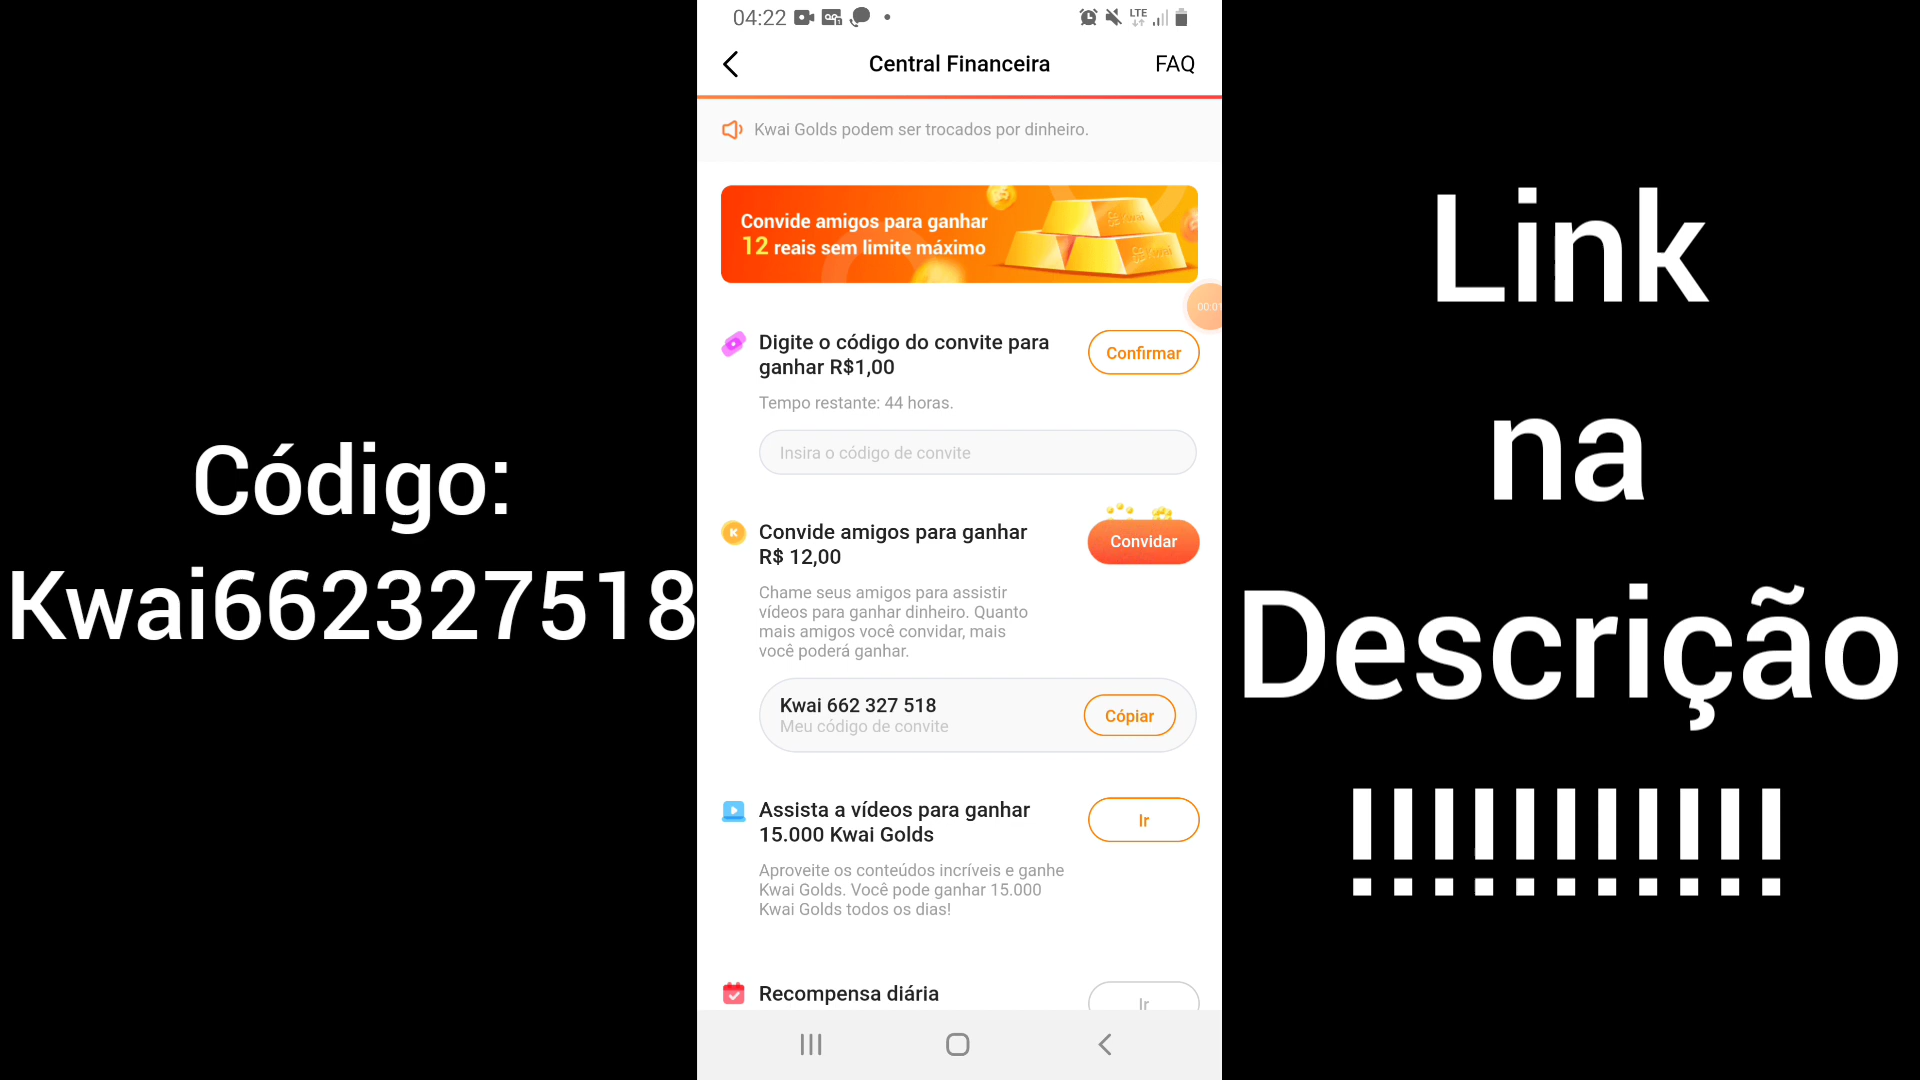 Código:
Kwai662327518
04:22
LTE
Central Financeira
FAQ
Kwai Golds podem ser trocados por dinheiro.
Convide amigos para ganhar
12 reais sem limite máximo
Kwai
Kwai
00:01
Digite o código do convite para
ganhar R$1,00
Confirmar
Tempo restante: 44 horas.
Insira o código de convite
Convide amigos para ganhar
R$ 12,00
Convidar
Chame seus amigos para assistir
vídeos para ganhar dinheiro. Quanto
mais amigos você convidar, mais
você poderá ganhar.
Kwai 662 327 518
Meu código de convite
Cópiar
Assista a vídeos para ganhar
15.000 Kwai Golds
Ir
Aproveite os conteúdos incríveis e ganhe
Kwai Golds. Você pode ganhar 15.000
Kwai Golds todos os dias!
Recompensa diária
Ir
Link
na
Descrição
!!!!!!!!!!!